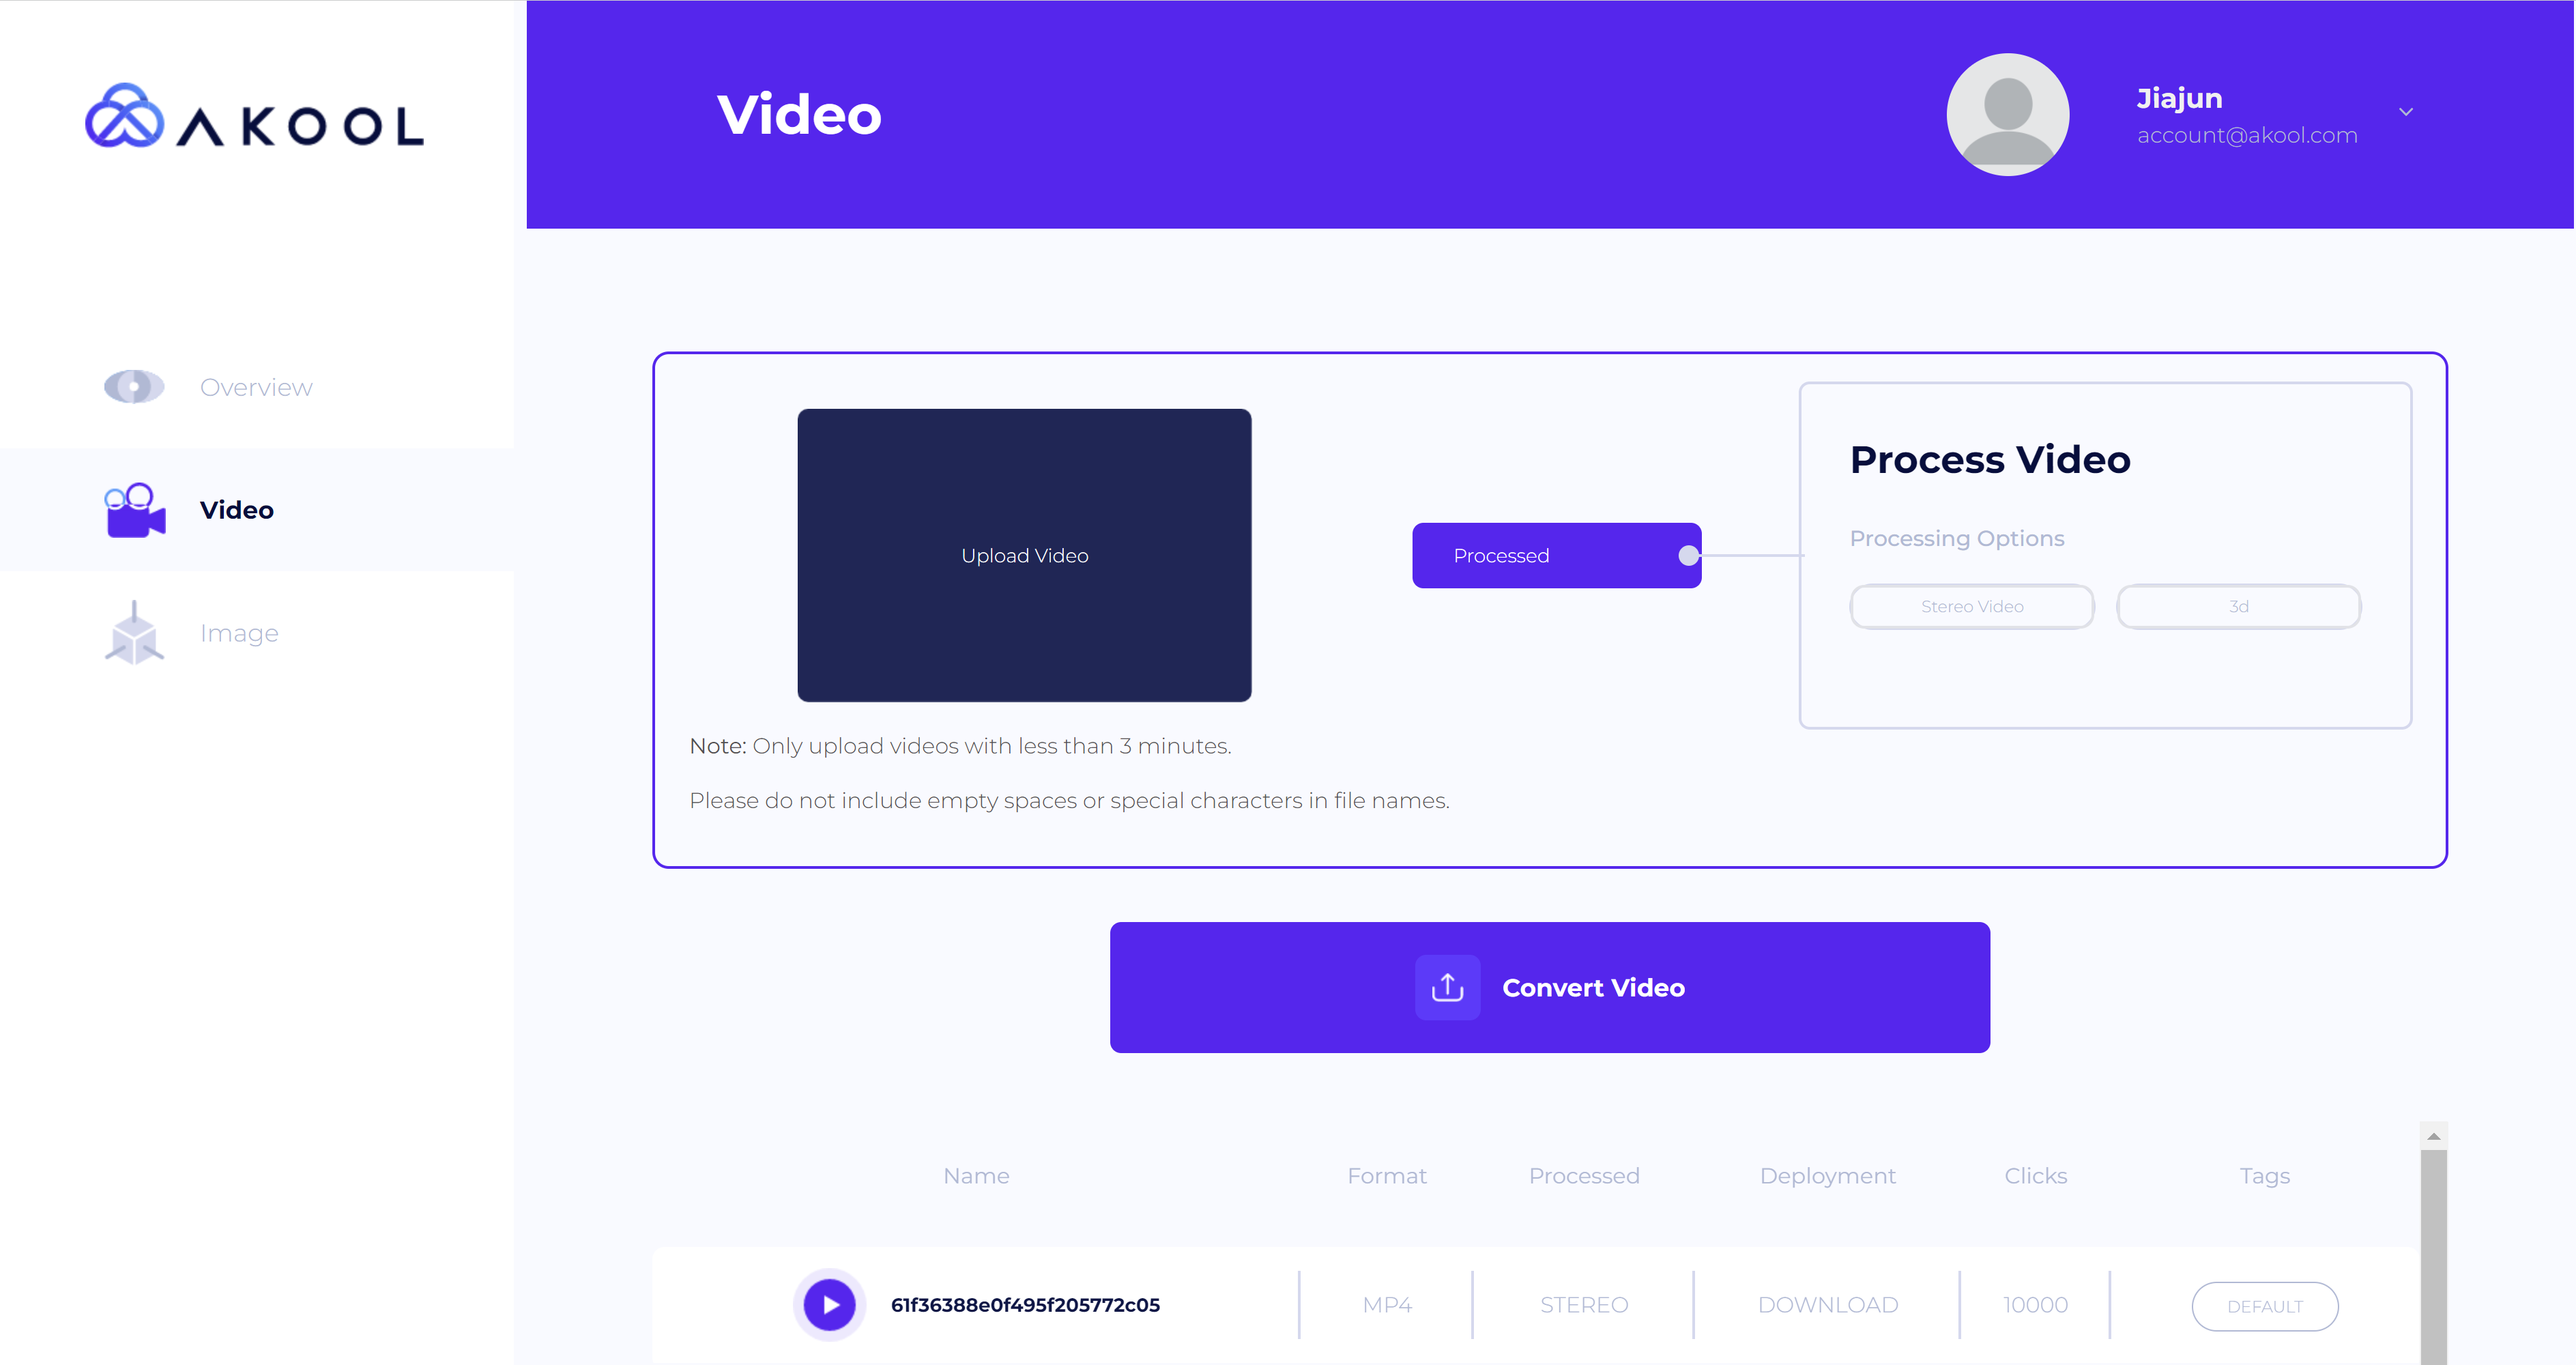 AKOOL
Video
Jiajun
account@akool.com
Overview
Video
Image
Upload Video
Processed
Process Video
Processing Options
Stereo Video
3d
Note: Only upload videos with less than 3 minutes.
Please do not include empty spaces or special characters in file names.
Convert Video
Name Format Processed Deployment Clicks Tags
61f36388e0f495f205772c05 MP4 STEREO DOWNLOAD 10000 DEFAULT